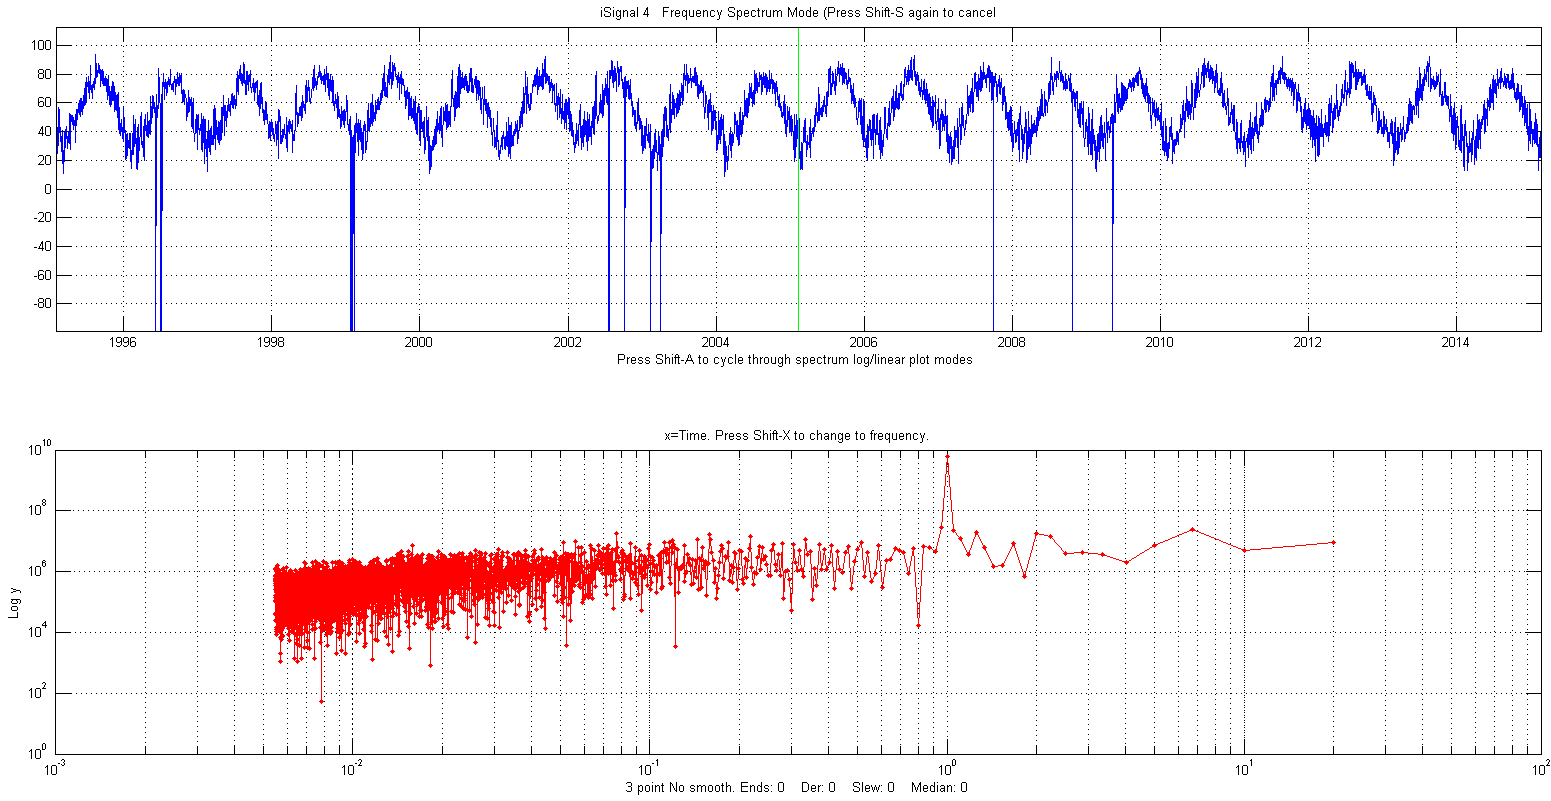 iSignal 4 Frequency Spectrum Mode (Press Shift-S again to cancel
100
80
60
40
20
0
-20
-40
-60
-80
1996 1998 2000 2002 2004 2006 2008 2010 2012 2014
Press Shift-A to cycle through spectrum log/linear plot modes
x=Time. Press Shift-X to change to frequency.
10^10
10^8
10^6
Log y
10^4
10^2
10^0
10^-3 10^-2 10^-1 10^0 10^1 10^2
3 point No smooth. Ends: 0 Der: 0 Slew: 0 Median: 0